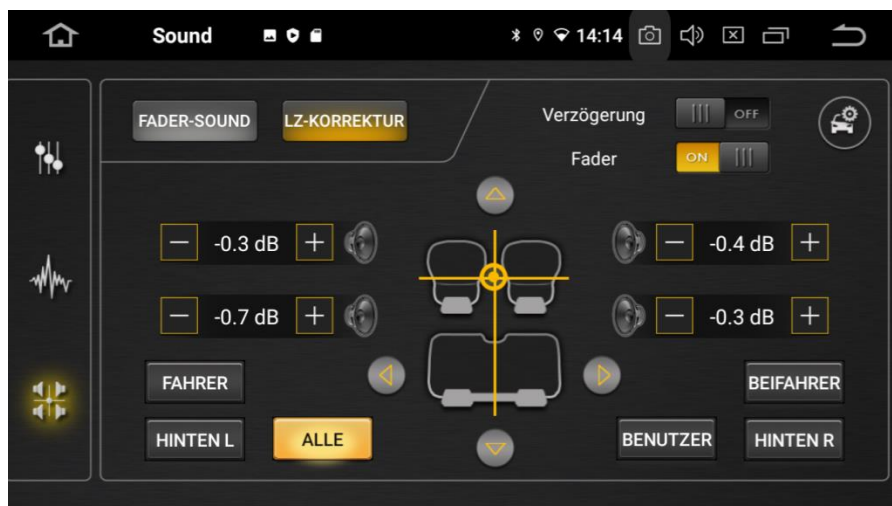 Sound 14:14
FADER-SOUND LZ-KORREKTUR Verzögerung OFF
Fader ON
-0.3 dB -0.4 dB
-0.7 dB -0.3 dB
FAHRER BEIFAHRER
HINTEN L ALLE BENUTZER HINTEN R